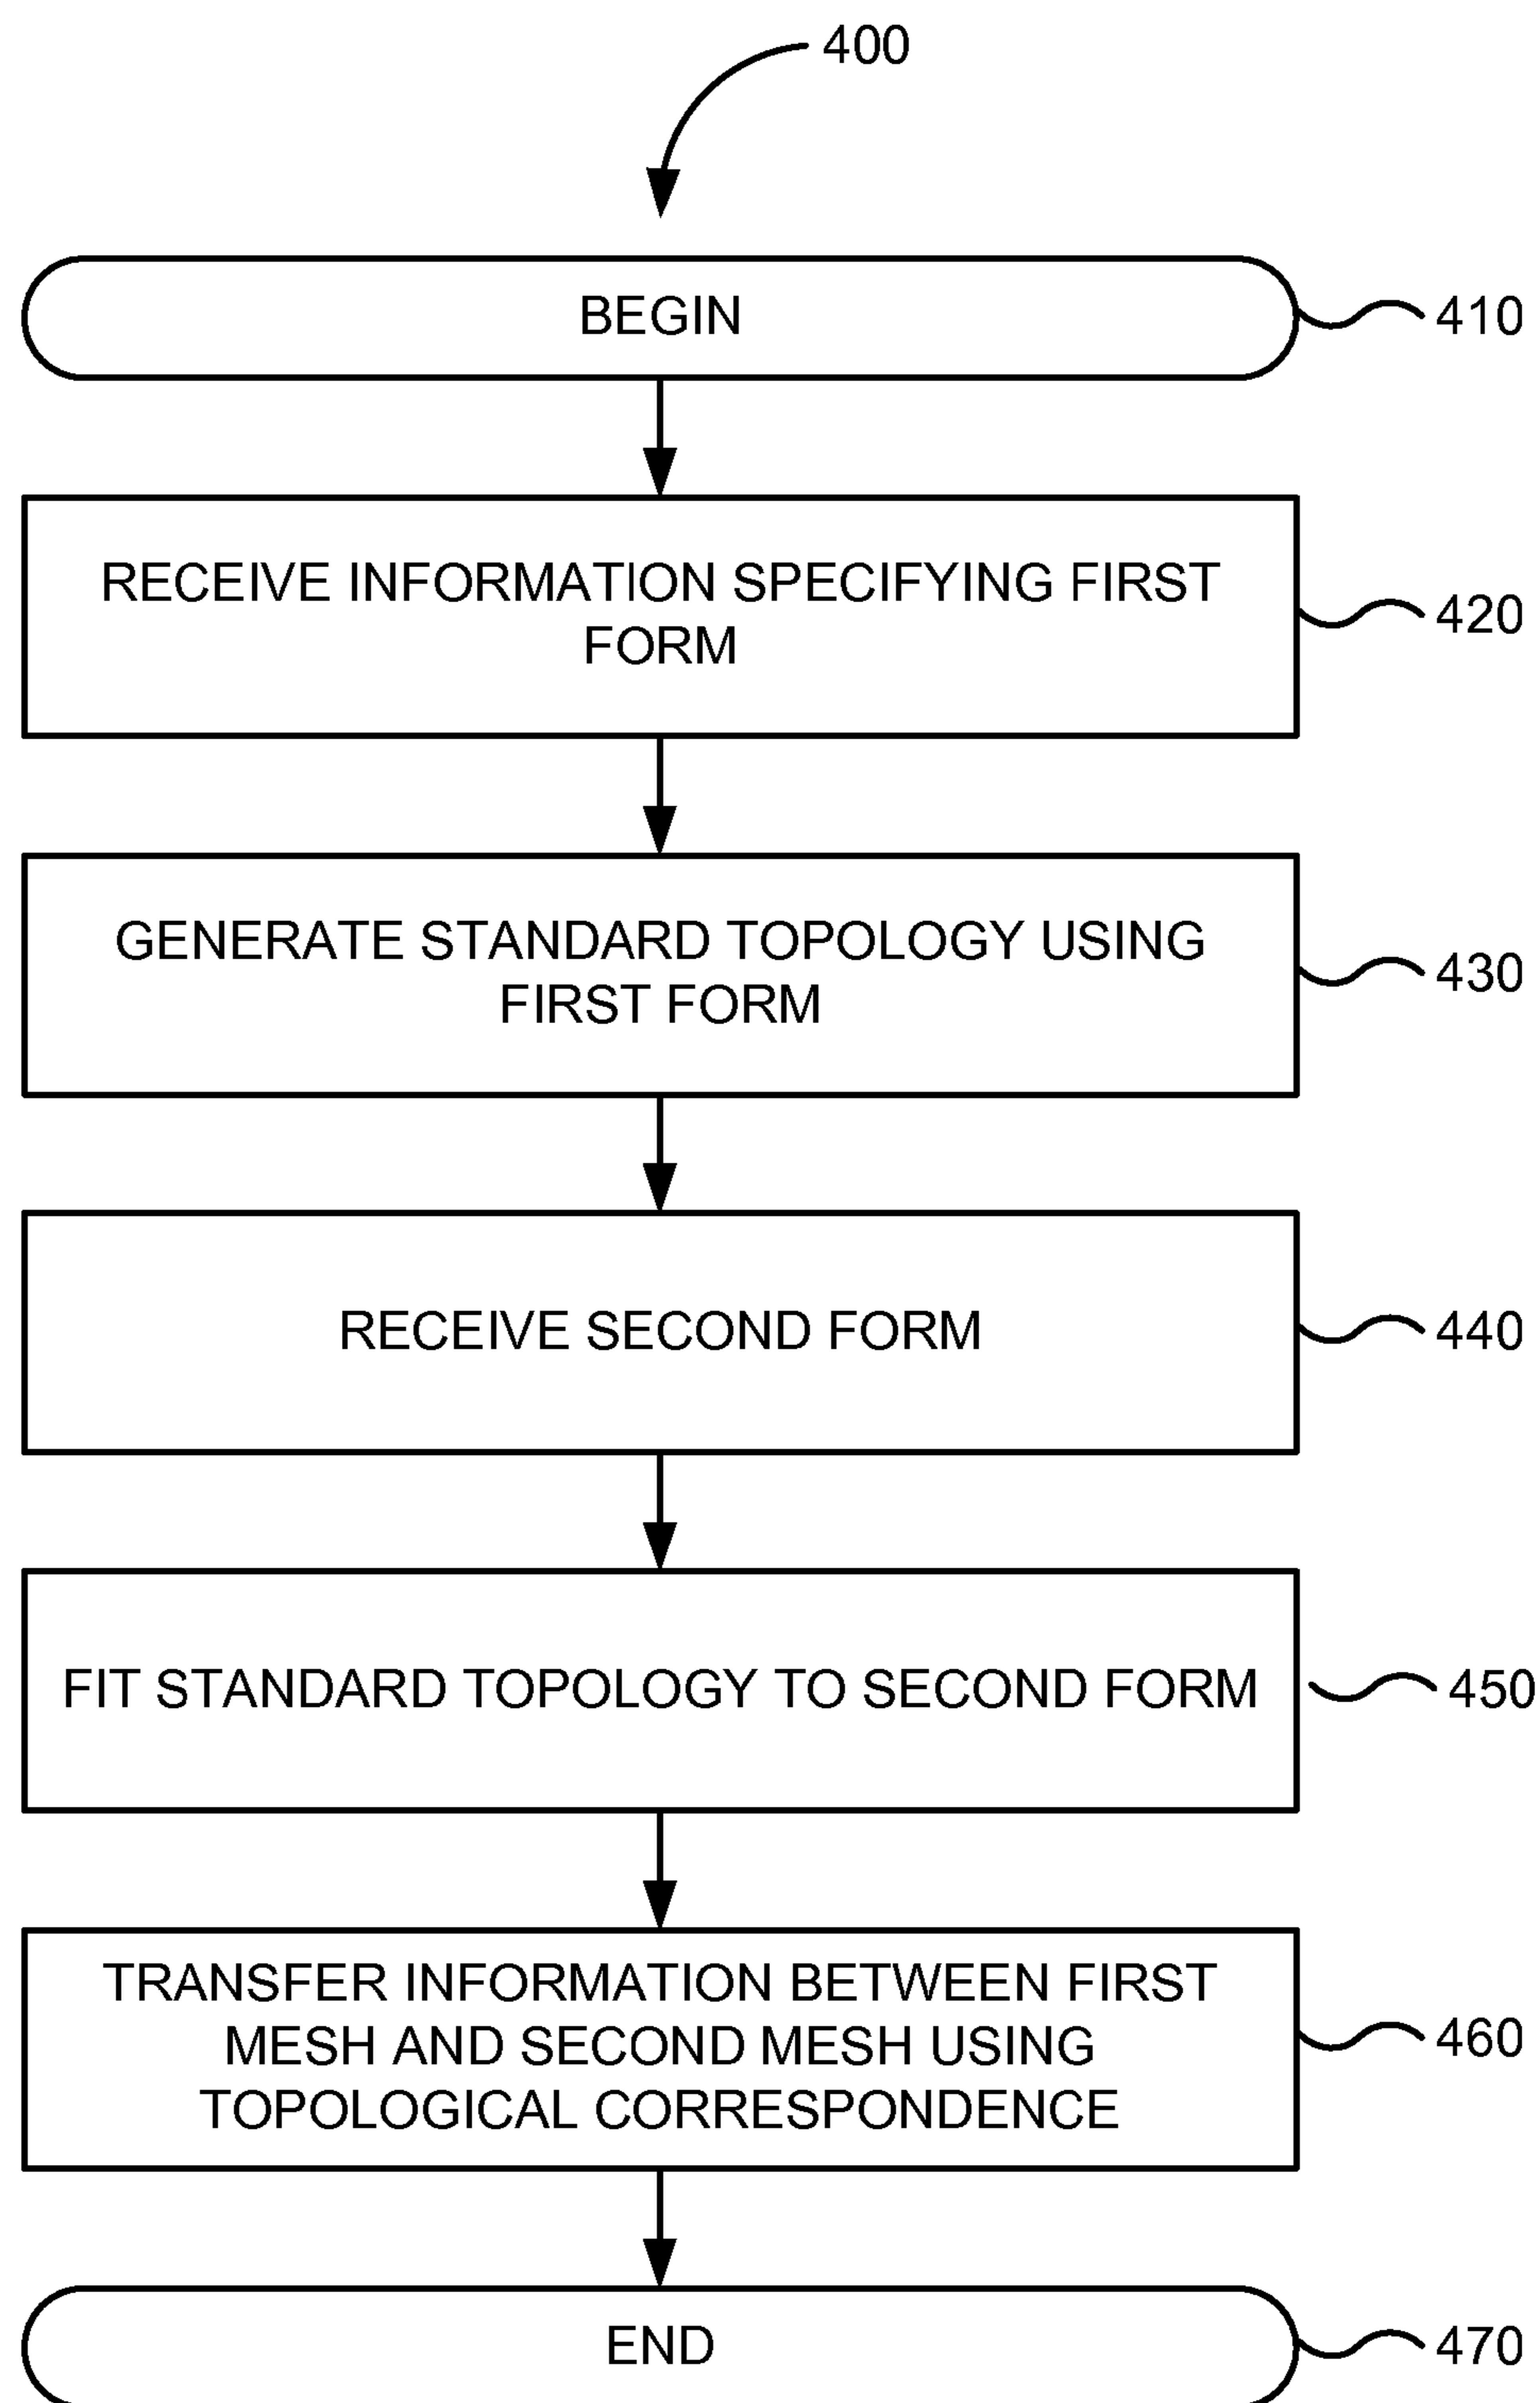 400
BEGIN
410
RECEIVE INFORMATION SPECIFYING FIRST
FORM
420
GENERATE STANDARD TOPOLOGY USING
FIRST FORM
430
RECEIVE SECOND FORM
440
FIT STANDARD TOPOLOGY TO SECOND FORM
450
TRANSFER INFORMATION BETWEEN FIRST
MESH AND SECOND MESH USING
TOPOLOGICAL CORRESPONDENCE
460
END
470